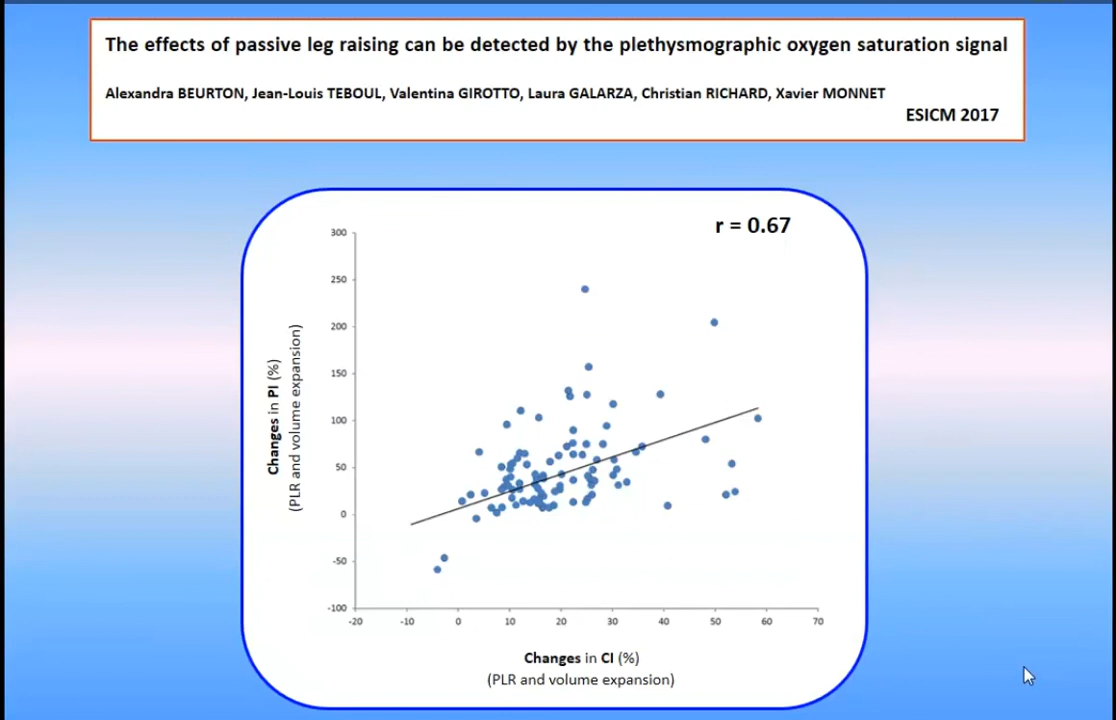 The effects of passive leg raising can be detected by the plethysmographic oxygen saturation signal
Alexandra BEURTON, Jean-Louis TEBOUL, Valentina GIROTTO, Laura GALARZA, Christian RICHARD, Xavier MONNET
ESICM 2017
r = 0.67
Changes in PI (%)
(PLR and volume expansion)
300
250
200
150
100
50
0
-50
-100
-20 -10 0 10 20 30 40 50 60 70
Changes in CI (%)
(PLR and volume expansion)